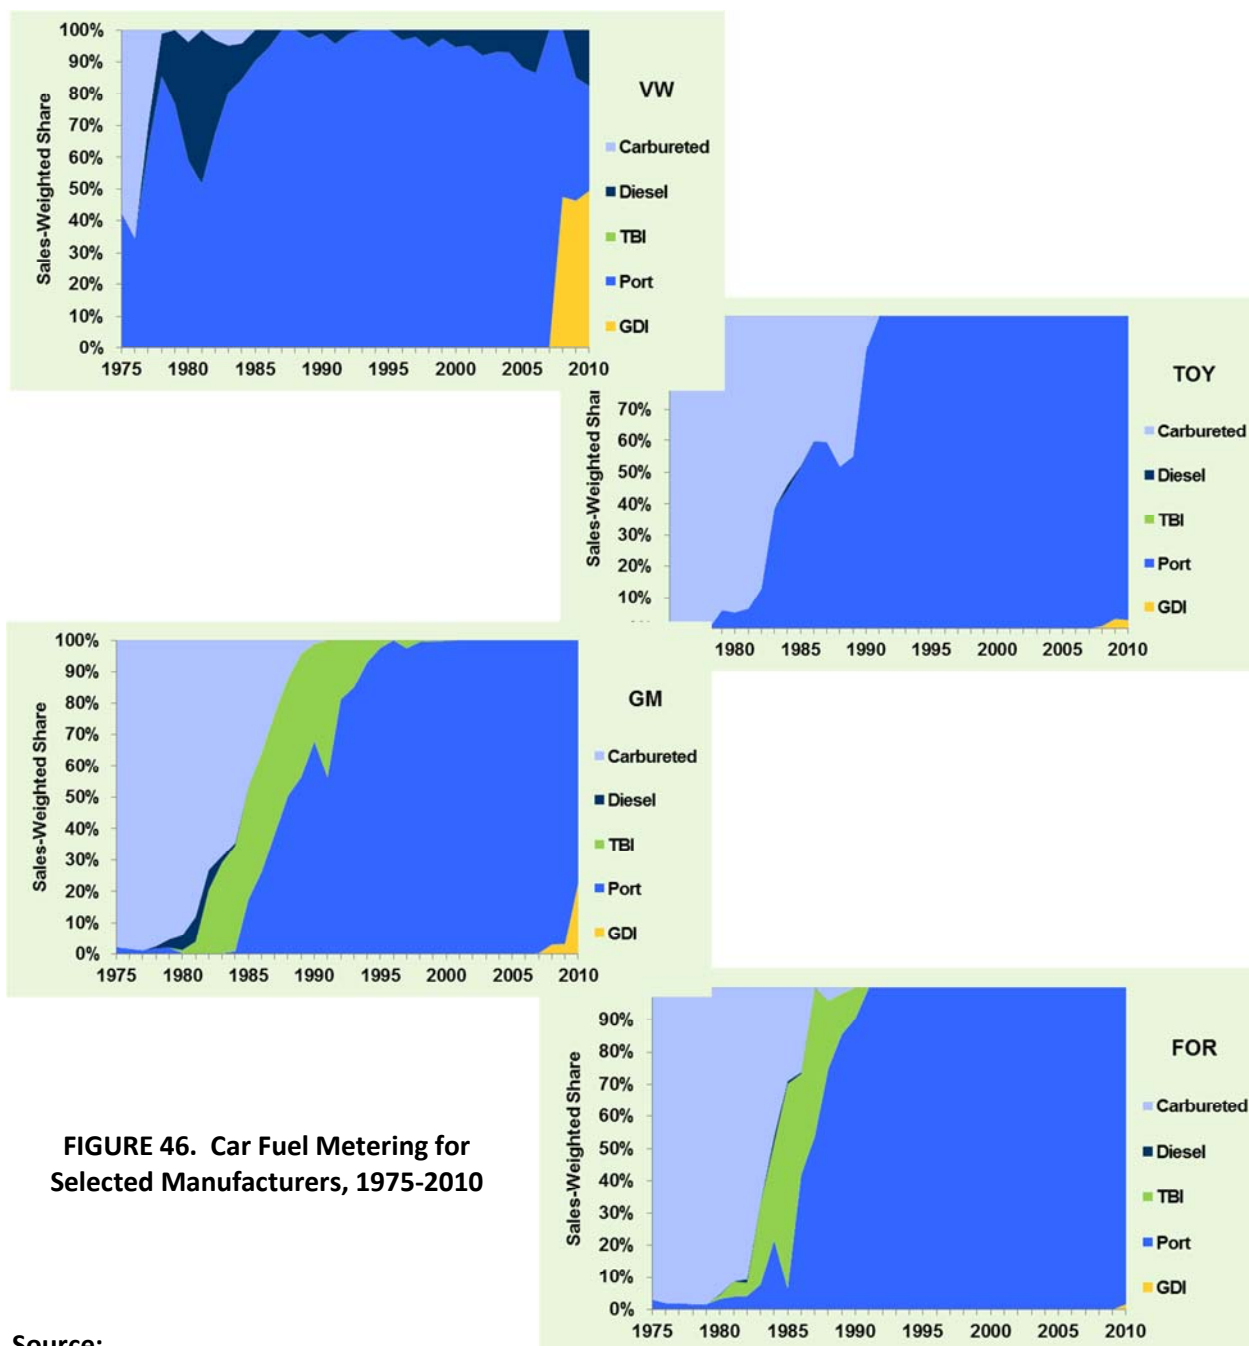 100%
90%
80%
70%
60%
50%
40%
30%
20%
10%
0%
Sales-Weighted Share
1975 1980 1985 1990 1995 2000 2005 2010
VW
Carbureted
Diesel
TBI
Port
GDI
70%
60%
50%
40%
30%
20%
10%
Sales-Weighted Shar
1980 1985 1990 1995 2000 2005 2010
TOY
Carbureted
Diesel
TBI
Port
GDI
100%
90%
80%
70%
60%
50%
40%
30%
20%
10%
0%
Sales-Weighted Share
1975 1980 1985 1990 1995 2000 2005 2010
GM
Carbureted
Diesel
TBI
Port
GDI
90%
80%
70%
60%
50%
40%
30%
20%
10%
0%
Sales-Weighted Share
1975 1980 1985 1990 1995 2000 2005 2010
FOR
Carbureted
Diesel
TBI
Port
GDI
FIGURE 46. Car Fuel Metering for
Selected Manufacturers, 1975-2010
Source: